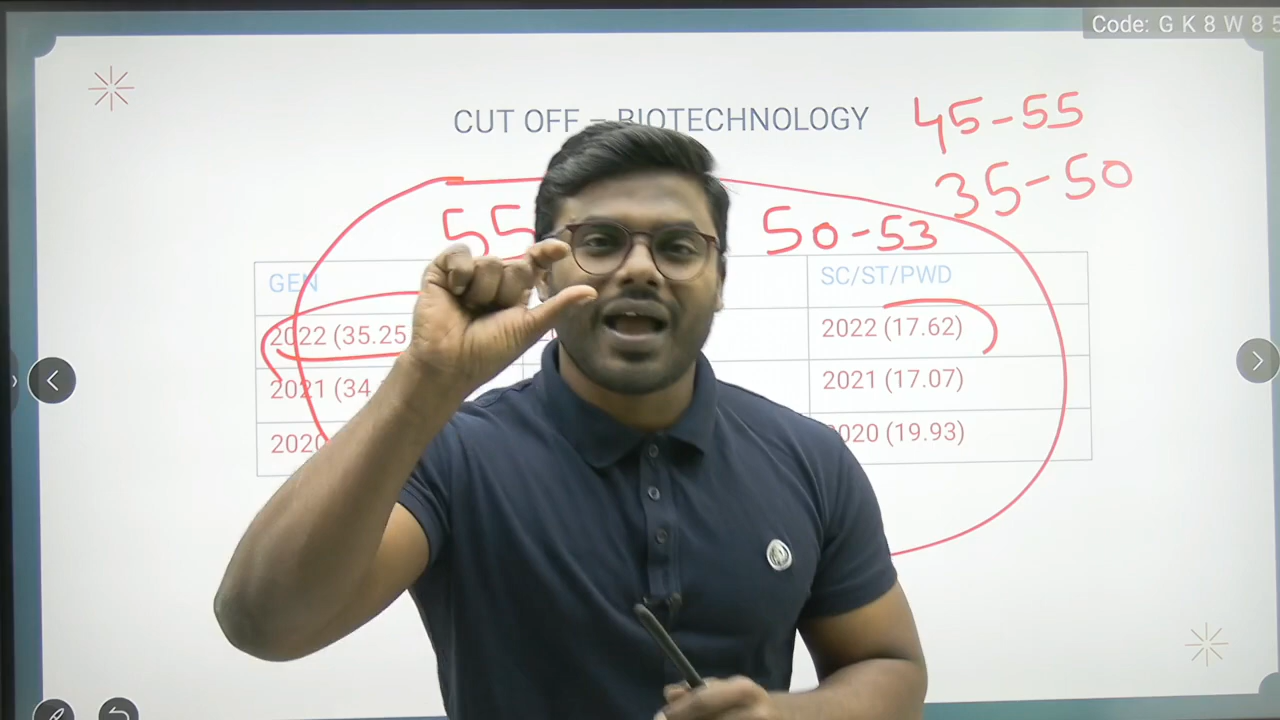 Code: G K 8 W 8 5
CUT OFF – BIOTECHNOLOGY
45-55
35-50
55
50-53
GEN
SC/ST/PWD
2022 (35.25
2022 (17.62)
2021 (34.
2021 (17.07)
2020
2020 (19.93)